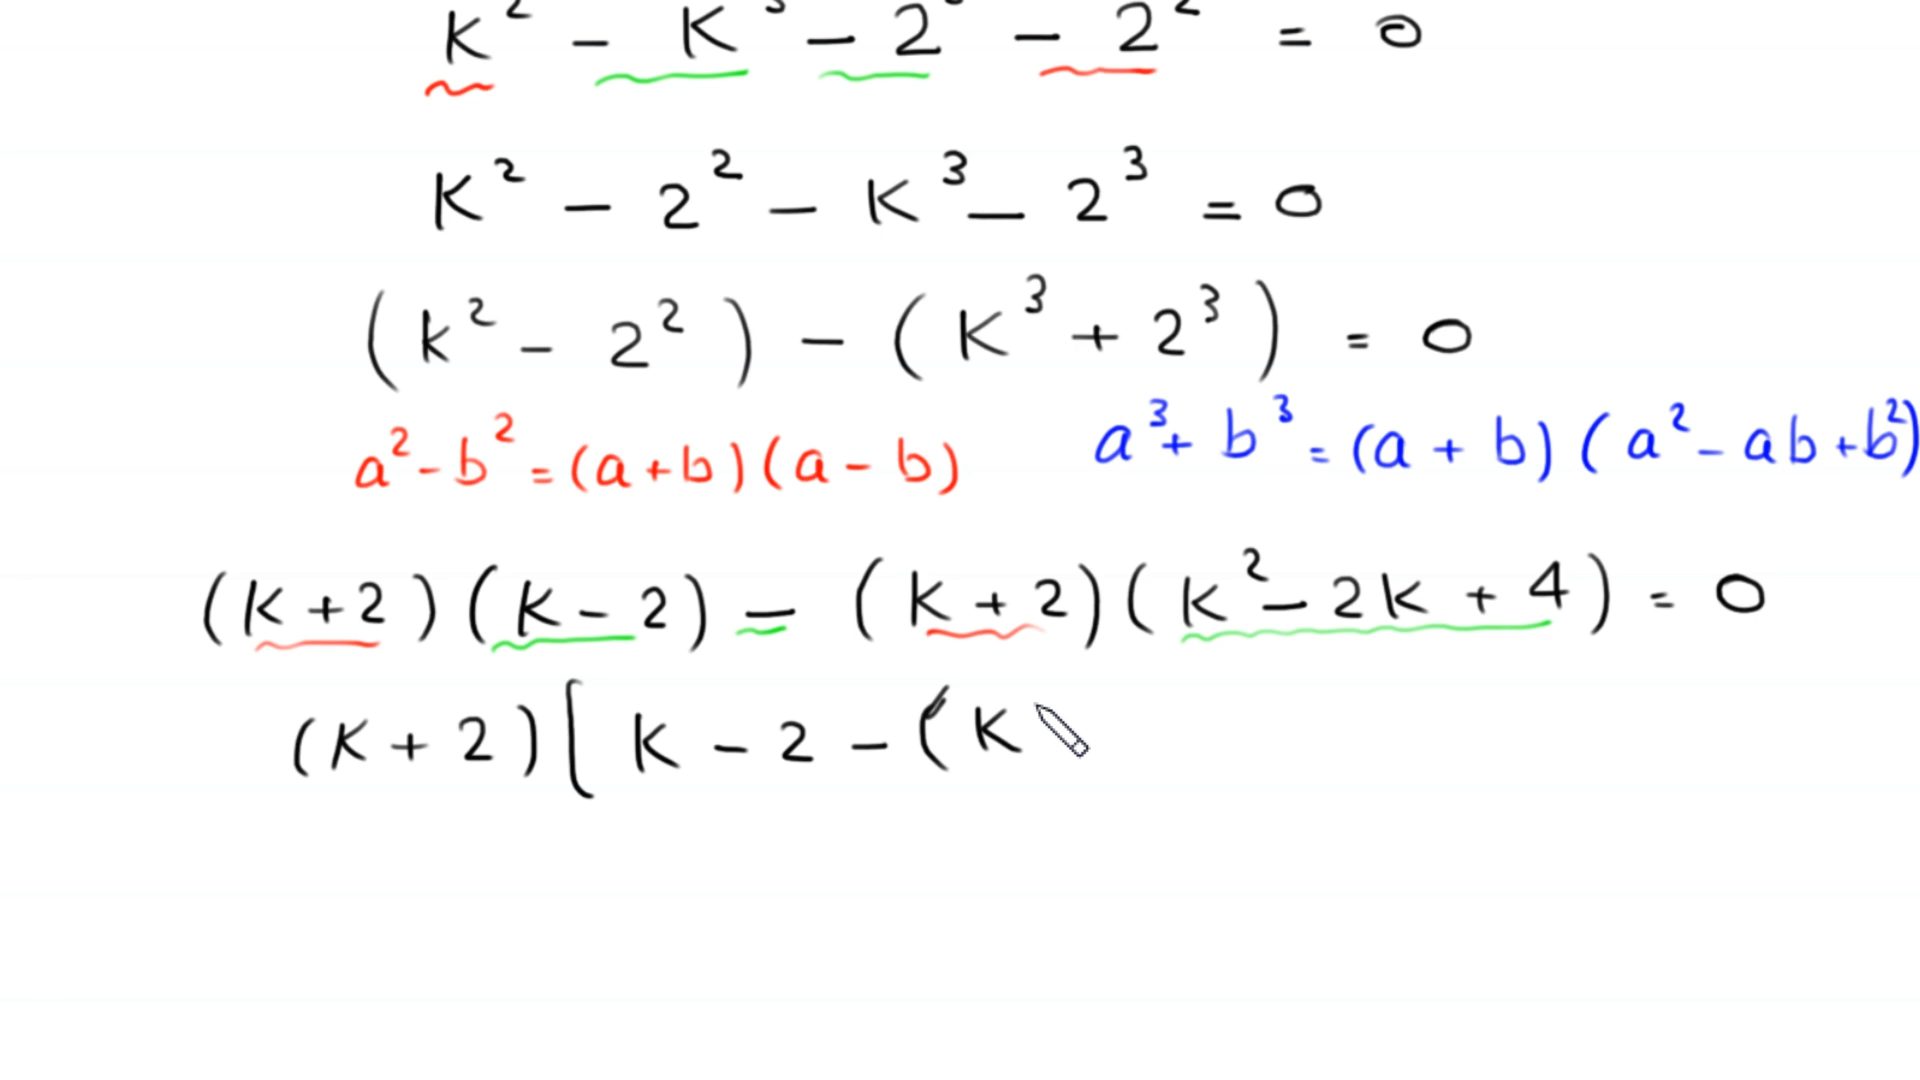 K² - K³ - 2³ - 2² = 0
K² - 2² - K³ - 2³ = 0
(K² - 2²) - (K³ + 2³) = 0
a² - b² = (a + b)(a - b) a³ + b³ = (a + b)(a² - ab + b²)
(K + 2)(K - 2) - (K + 2)(K² - 2K + 4) = 0
(K + 2)[K - 2 - (K